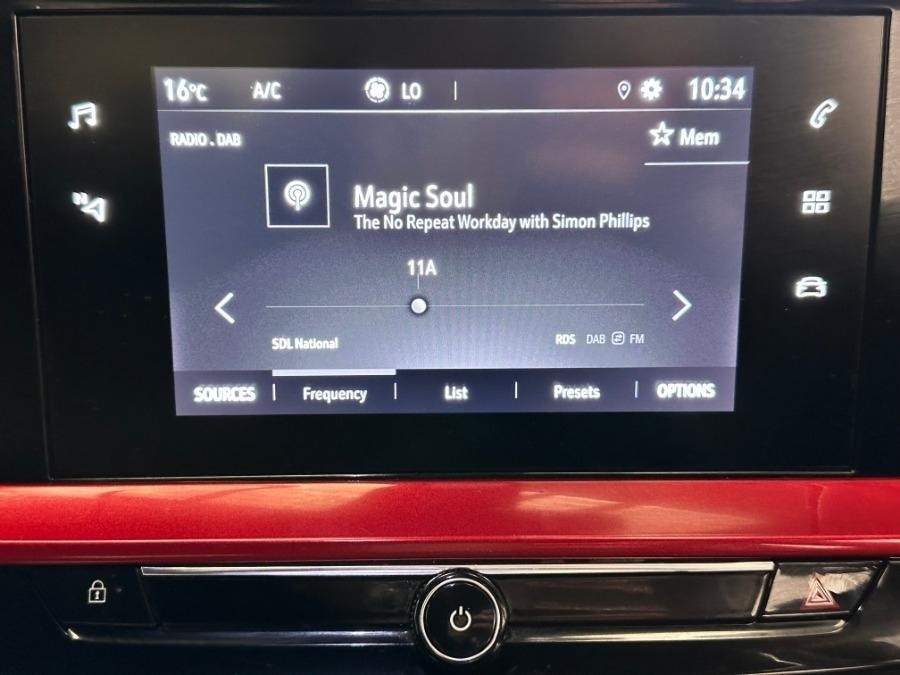 16°C A/C LO 10:34
RADIO . DAB
Mem
Magic Soul
The No Repeat Workday with Simon Phillips
11A
SDL National RDS DAB FM
SOURCES Frequency List Presets OPTIONS
N